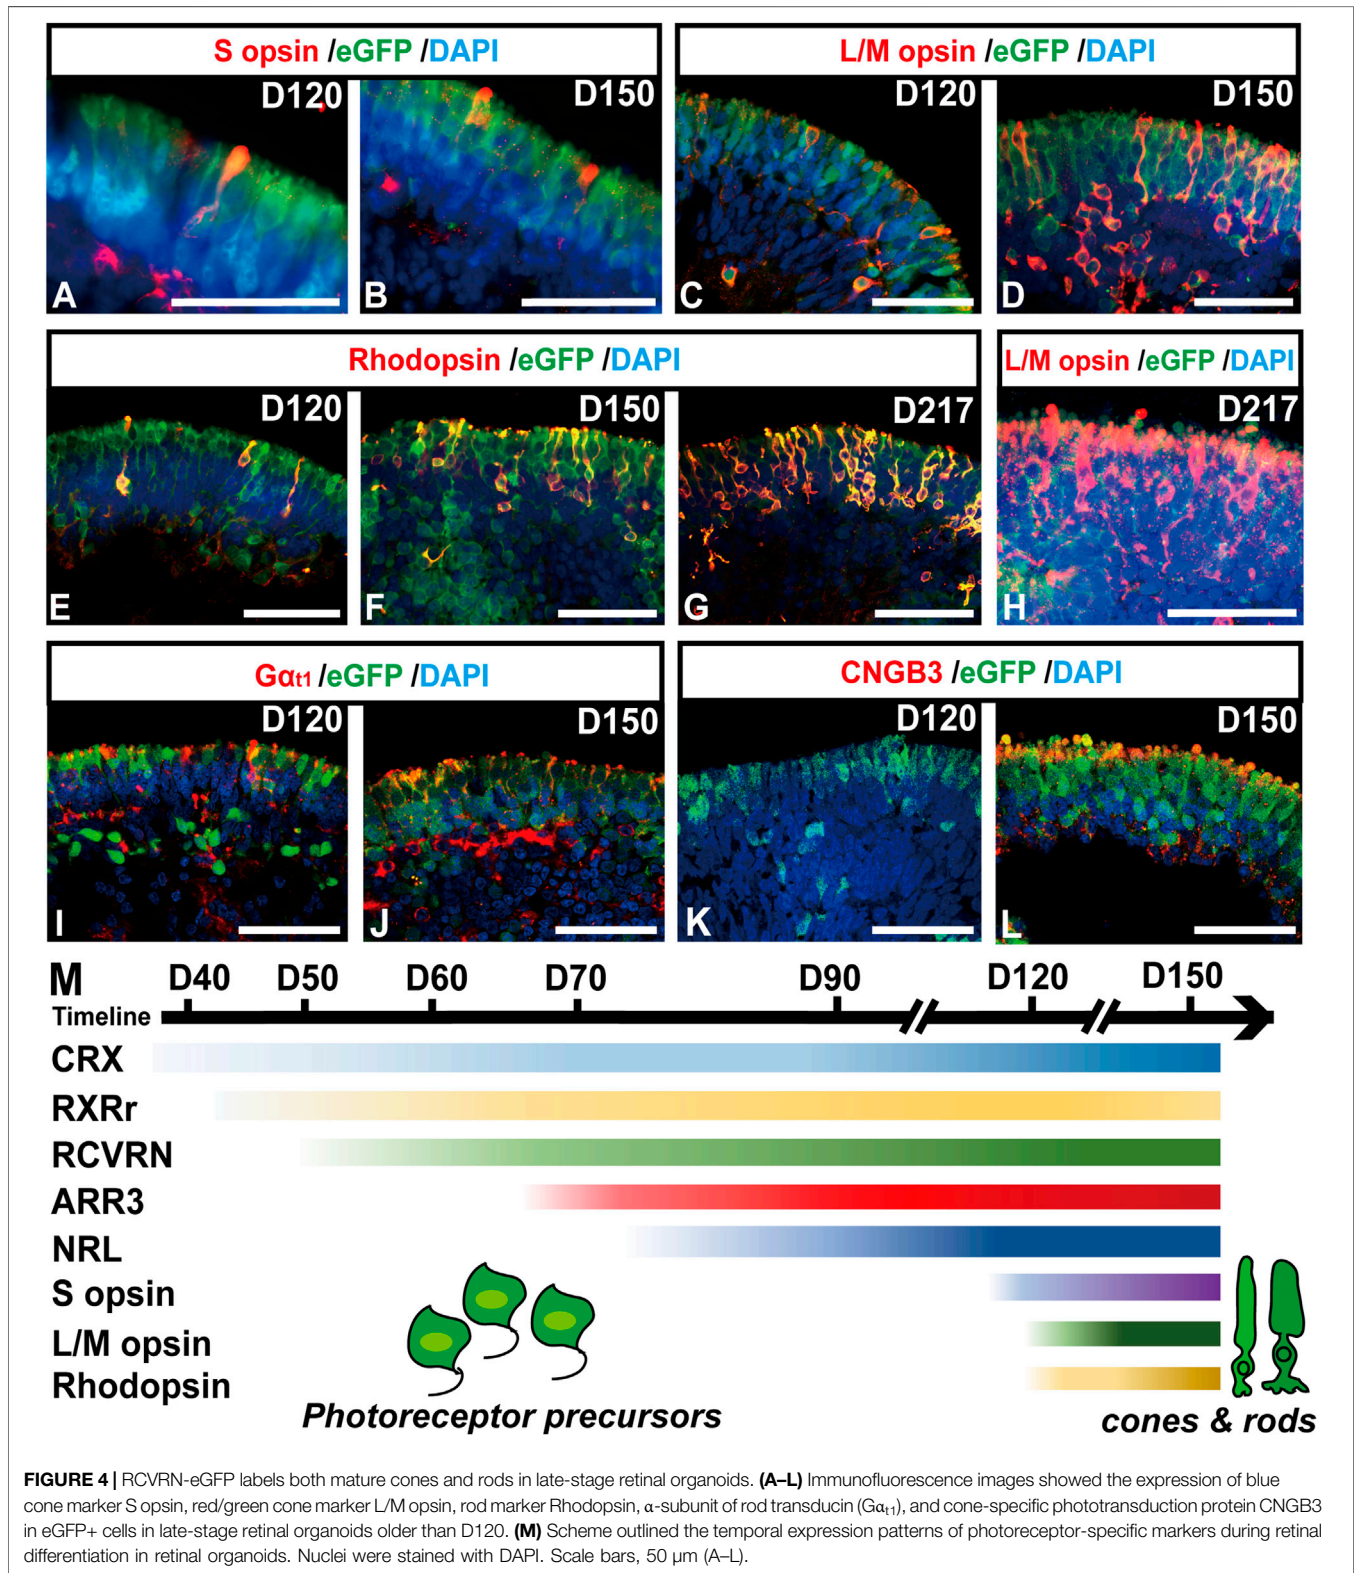 S opsin /eGFP /DAPI
L/M opsin /eGFP /DAPI
D120
D150
D120
D150
A
B
C
D
Rhodopsin /eGFP /DAPI
L/M opsin /eGFP /DAPI
D120
D150
D217
D217
E
F
G
H
Gαt1 /eGFP /DAPI
CNGB3 /eGFP /DAPI
D120
D150
D120
D150
I
J
K
L
M
D40 D50 D60 D70 D90 D120 D150
Timeline
CRX
RXRr
RCVRN
ARR3
NRL
S opsin
L/M opsin
Rhodopsin
Photoreceptor precursors
cones & rods
FIGURE 4 | RCVRN-eGFP labels both mature cones and rods in late-stage retinal organoids. (A–L) Immunofluorescence images showed the expression of blue
cone marker S opsin, red/green cone marker L/M opsin, rod marker Rhodopsin, α-subunit of rod transducin (Gαt1), and cone-specific phototransduction protein CNGB3
in eGFP+ cells in late-stage retinal organoids older than D120. (M) Scheme outlined the temporal expression patterns of photoreceptor-specific markers during retinal
differentiation in retinal organoids. Nuclei were stained with DAPI. Scale bars, 50 μm (A–L).